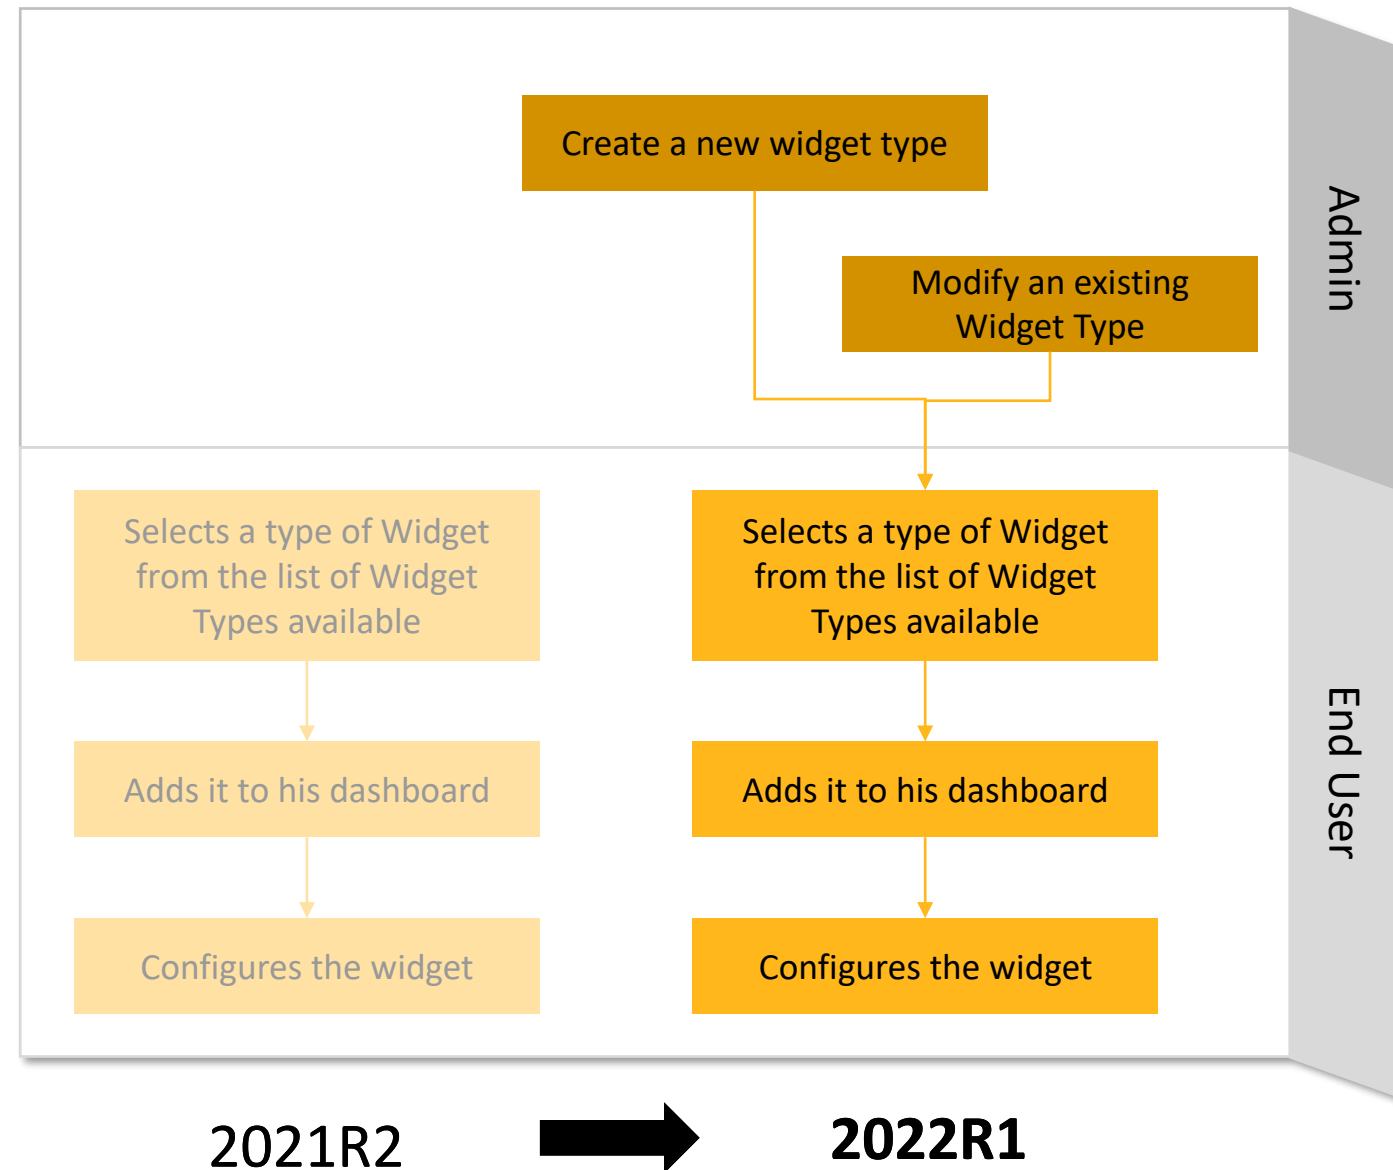 Create a new widget type
Modify an existing
Widget Type
Admin
Selects a type of Widget
from the list of Widget
Types available
Adds it to his dashboard
Configures the widget
Selects a type of Widget
from the list of Widget
Types available
Adds it to his dashboard
Configures the widget
End User
2021R2
2022R1